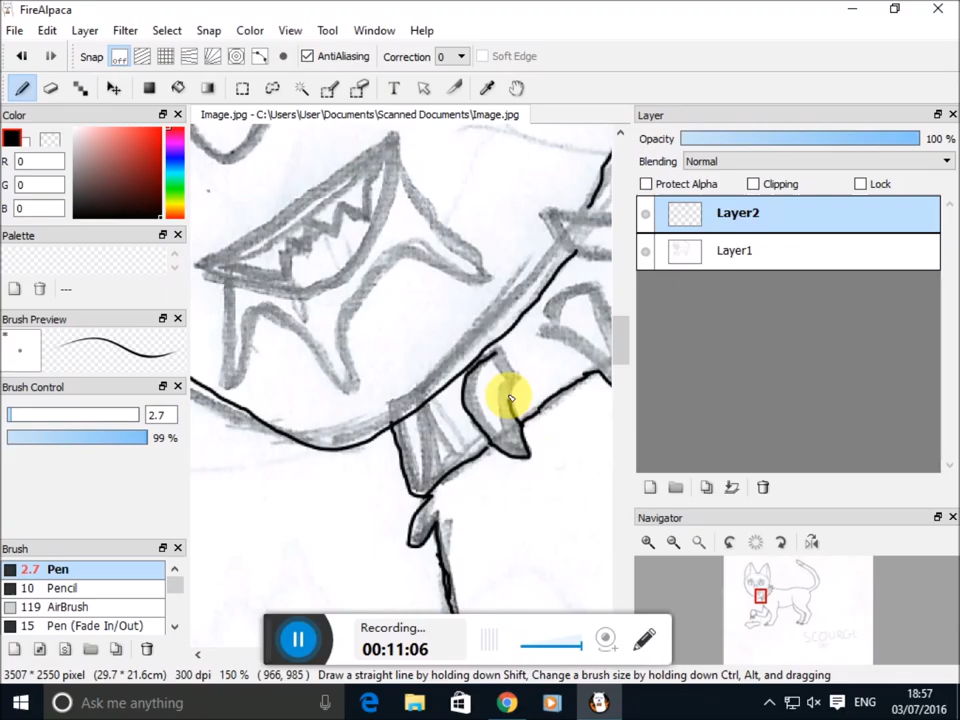 FireAlpaca
File Edit Layer Filter Select Snap Color View Tool Window Help
Snap off AntiAliasing Correction 0 Soft Edge
Color
Image.jpg - C:\Users\User\Documents\Scanned Documents\Image.jpg
Layer
R 0
G 0
B 0
Opacity 100 %
Blending Normal
Protect Alpha Clipping Lock
Layer2
Layer1
Palette
---
Brush Preview
Brush Control
2.7
99 %
Brush
2.7 Pen
10 Pencil
119 AirBrush
15 Pen (Fade In/Out)
Navigator
SCOURGE
Recording...
00:11:06
3507 * 2550 pixel (29.7 * 21.6cm) 300 dpi 150 % ( 966, 985 ) Draw a straight line by holding down Shift, Change a brush size by holding down Ctrl, Alt, and dragging
Ask me anything
ENG
18:57
03/07/2016